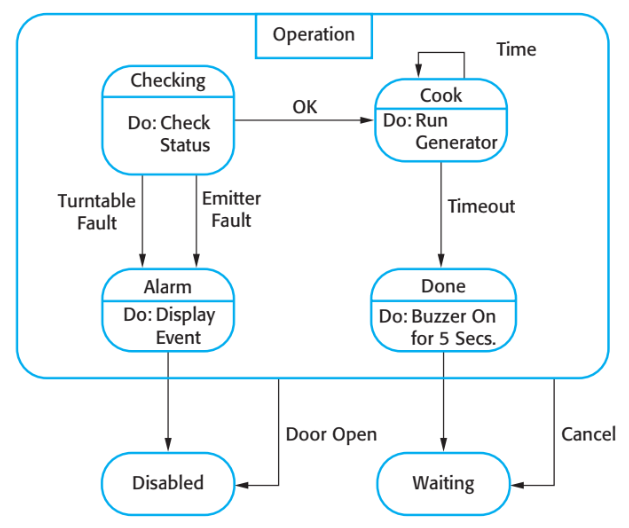 Operation
Time
Checking
Do: Check
Status
OK
Cook
Do: Run
Generator
Turntable
Fault
Emitter
Fault
Timeout
Alarm
Do: Display
Event
Done
Do: Buzzer On
for 5 Secs.
Door Open
Cancel
Disabled
Waiting